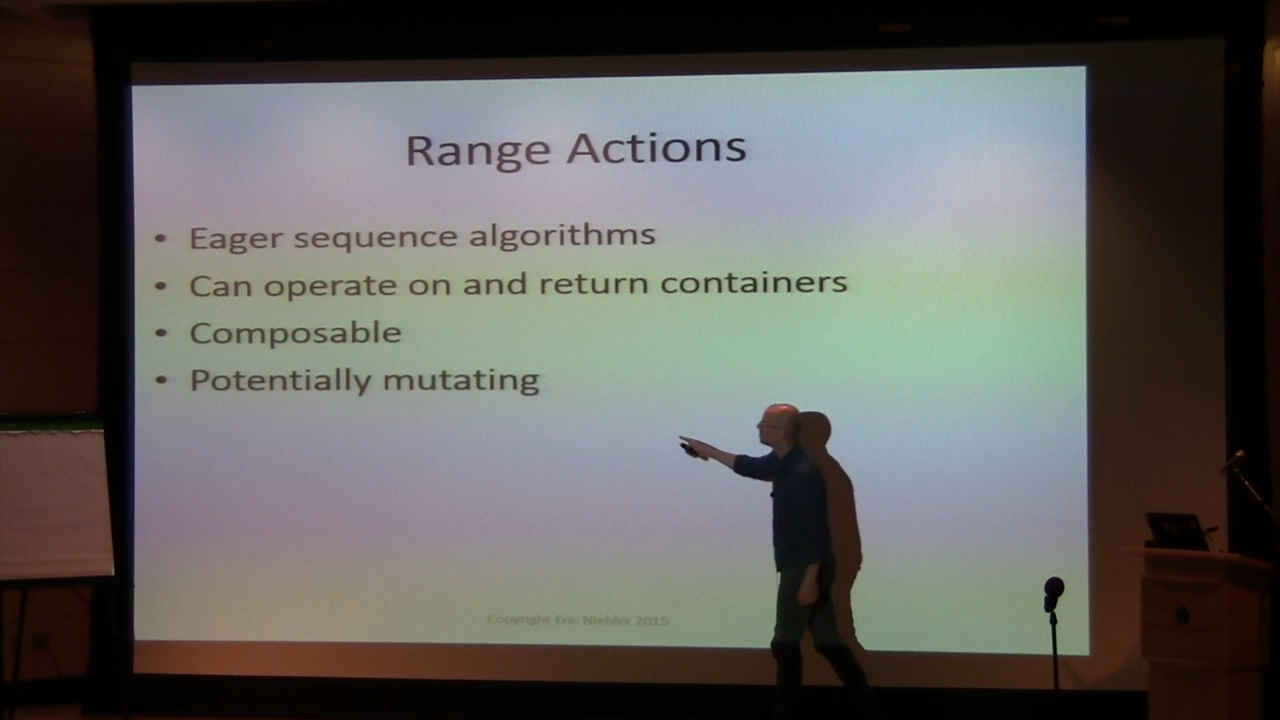 Range Actions
• Eager sequence algorithms
• Can operate on and return containers
• Composable
• Potentially mutating
Copyright Eric Niebler 2015